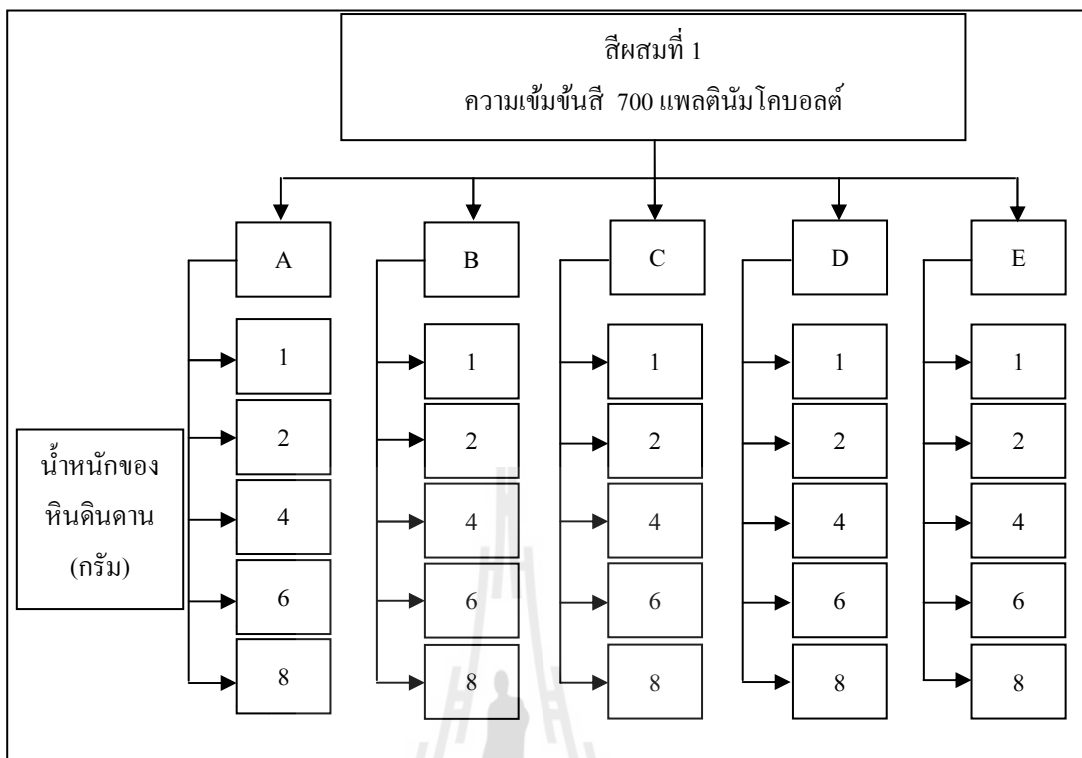 สีผสมที่ 1
ความเข้มข้นสี 700 แพลตินัมโคบอลต์
A B C D E
1 1 1 1 1
2 2 2 2 2
น้ำหนักของ
หินดินดาน
(กรัม)
4 4 4 4 4
6 6 6 6 6
8 8 8 8 8